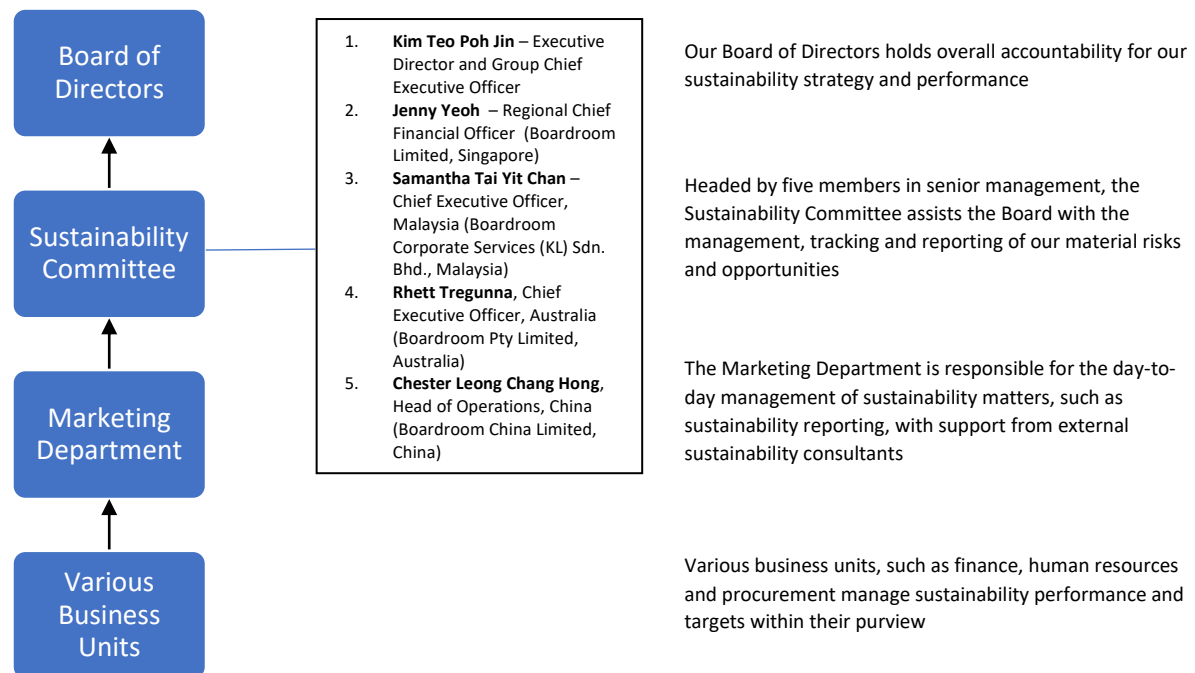 Board of
Directors
Sustainability
Committee
Marketing
Department
Various
Business
Units
1. Kim Teo Poh Jin – Executive
Director and Group Chief
Executive Officer
2. Jenny Yeoh – Regional Chief
Financial Officer (Boardroom
Limited, Singapore)
3. Samantha Tai Yit Chan –
Chief Executive Officer,
Malaysia (Boardroom
Corporate Services (KL) Sdn.
Bhd., Malaysia)
4. Rhett Tregunna, Chief
Executive Officer, Australia
(Boardroom Pty Limited,
Australia)
5. Chester Leong Chang Hong,
Head of Operations, China
(Boardroom China Limited,
China)
Our Board of Directors holds overall accountability for our
sustainability strategy and performance
Headed by five members in senior management, the
Sustainability Committee assists the Board with the
management, tracking and reporting of our material risks
and opportunities
The Marketing Department is responsible for the day-to-
day management of sustainability matters, such as
sustainability reporting, with support from external
sustainability consultants
Various business units, such as finance, human resources
and procurement manage sustainability performance and
targets within their purview